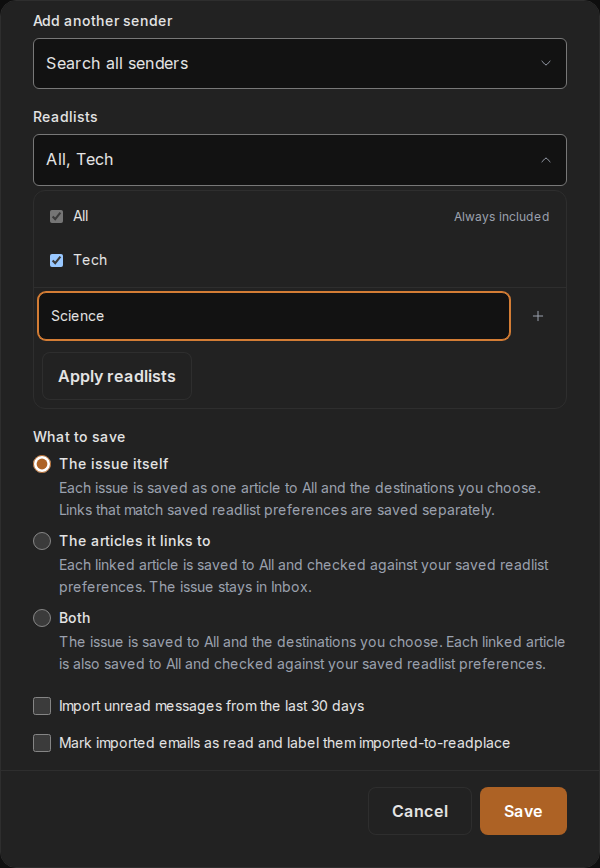 Add another sender
Search all senders
Readlists
All, Tech
All
Always included
Tech
Science
Apply readlists
What to save
The issue itself
Each issue is saved as one article to All and the destinations you choose.
Links that match saved readlist preferences are saved separately.
The articles it links to
Each linked article is saved to All and checked against your saved readlist
preferences. The issue stays in Inbox.
Both
The issue is saved to All and the destinations you choose. Each linked article
is also saved to All and checked against your saved readlist preferences.
Import unread messages from the last 30 days
Mark imported emails as read and label them imported-to-readplace
Cancel
Save